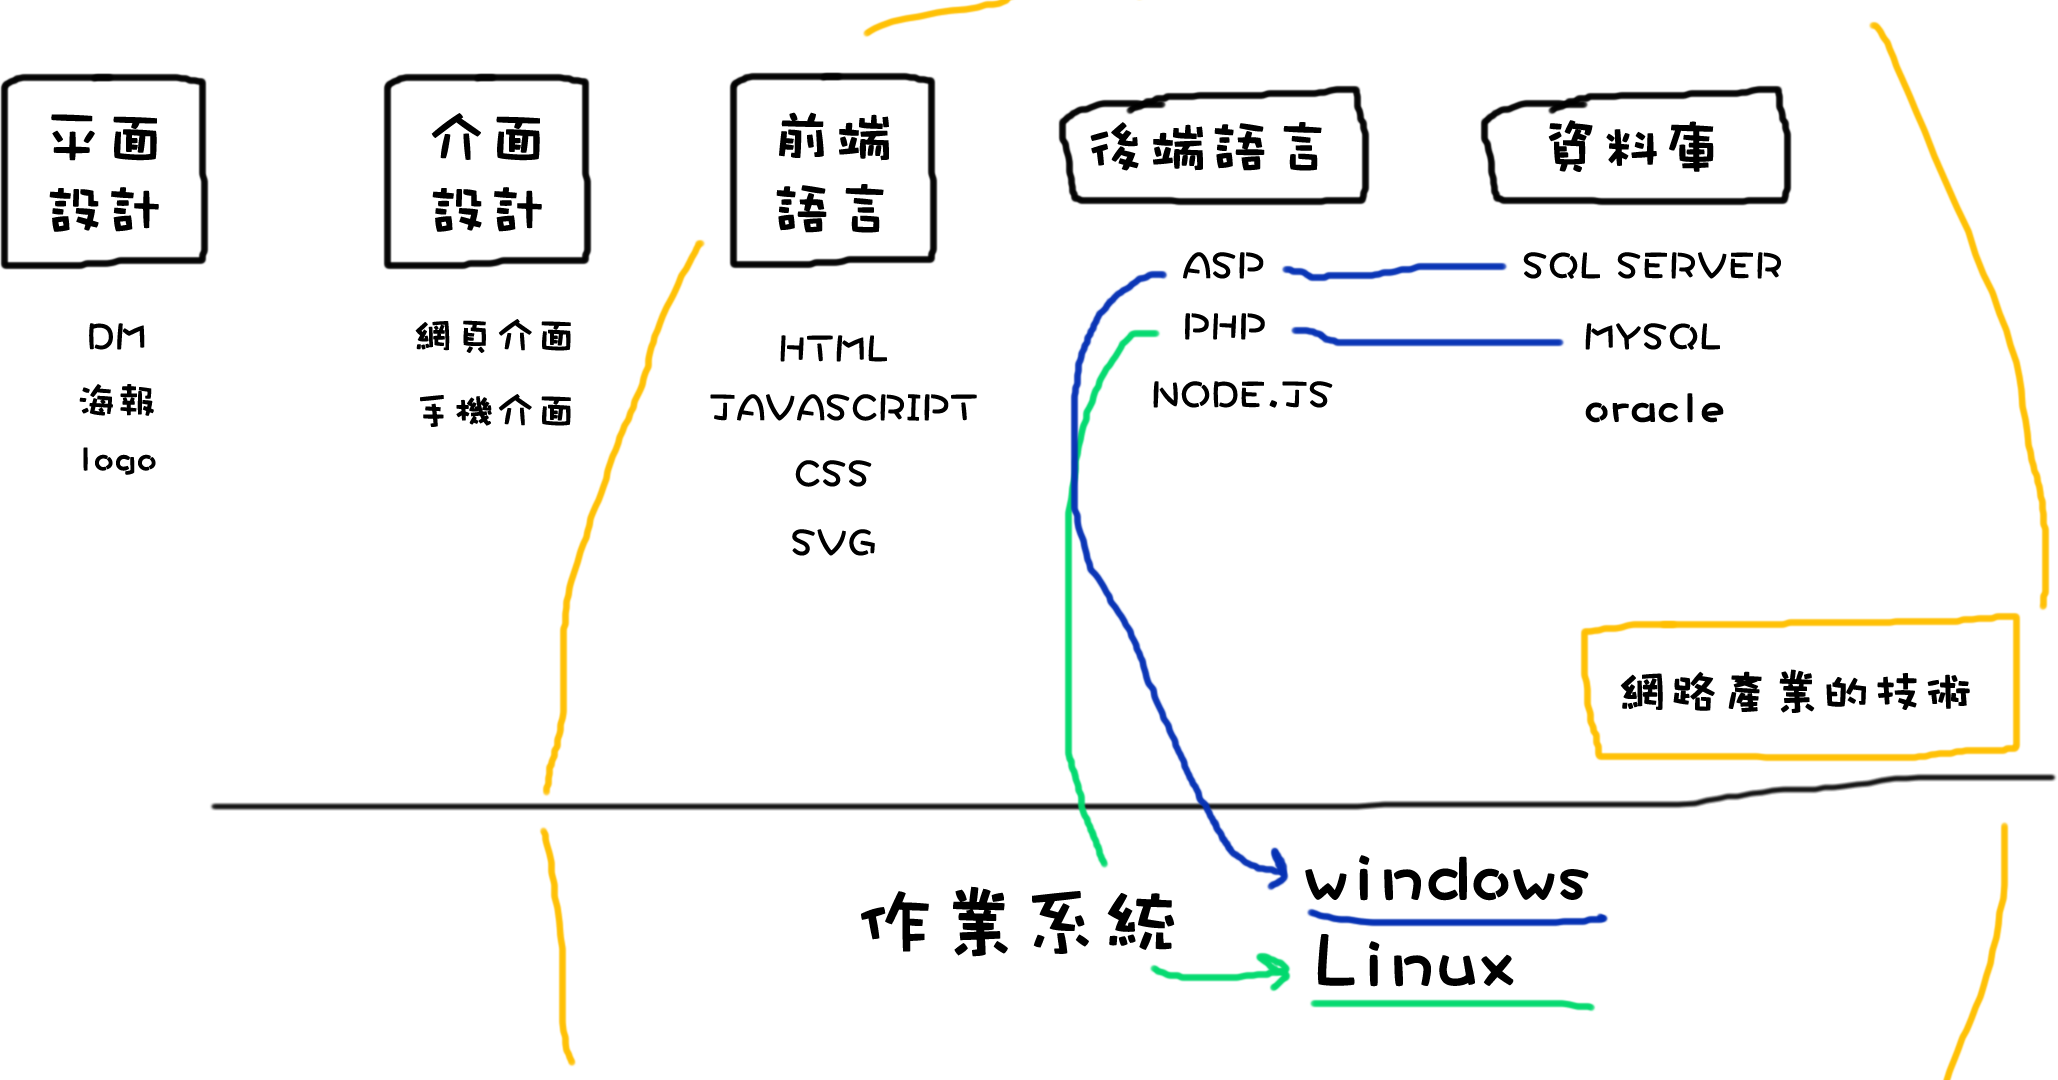 平面
設計
DM
海報
logo
介面
設計
網頁介面
手機介面
前端
語言
HTML
JAVASCRIPT
CSS
SVG
後端語言
ASP
PHP
NODE.JS
資料庫
SQL SERVER
MYSQL
oracle
網路產業的技術
作業系統
windows
Linux